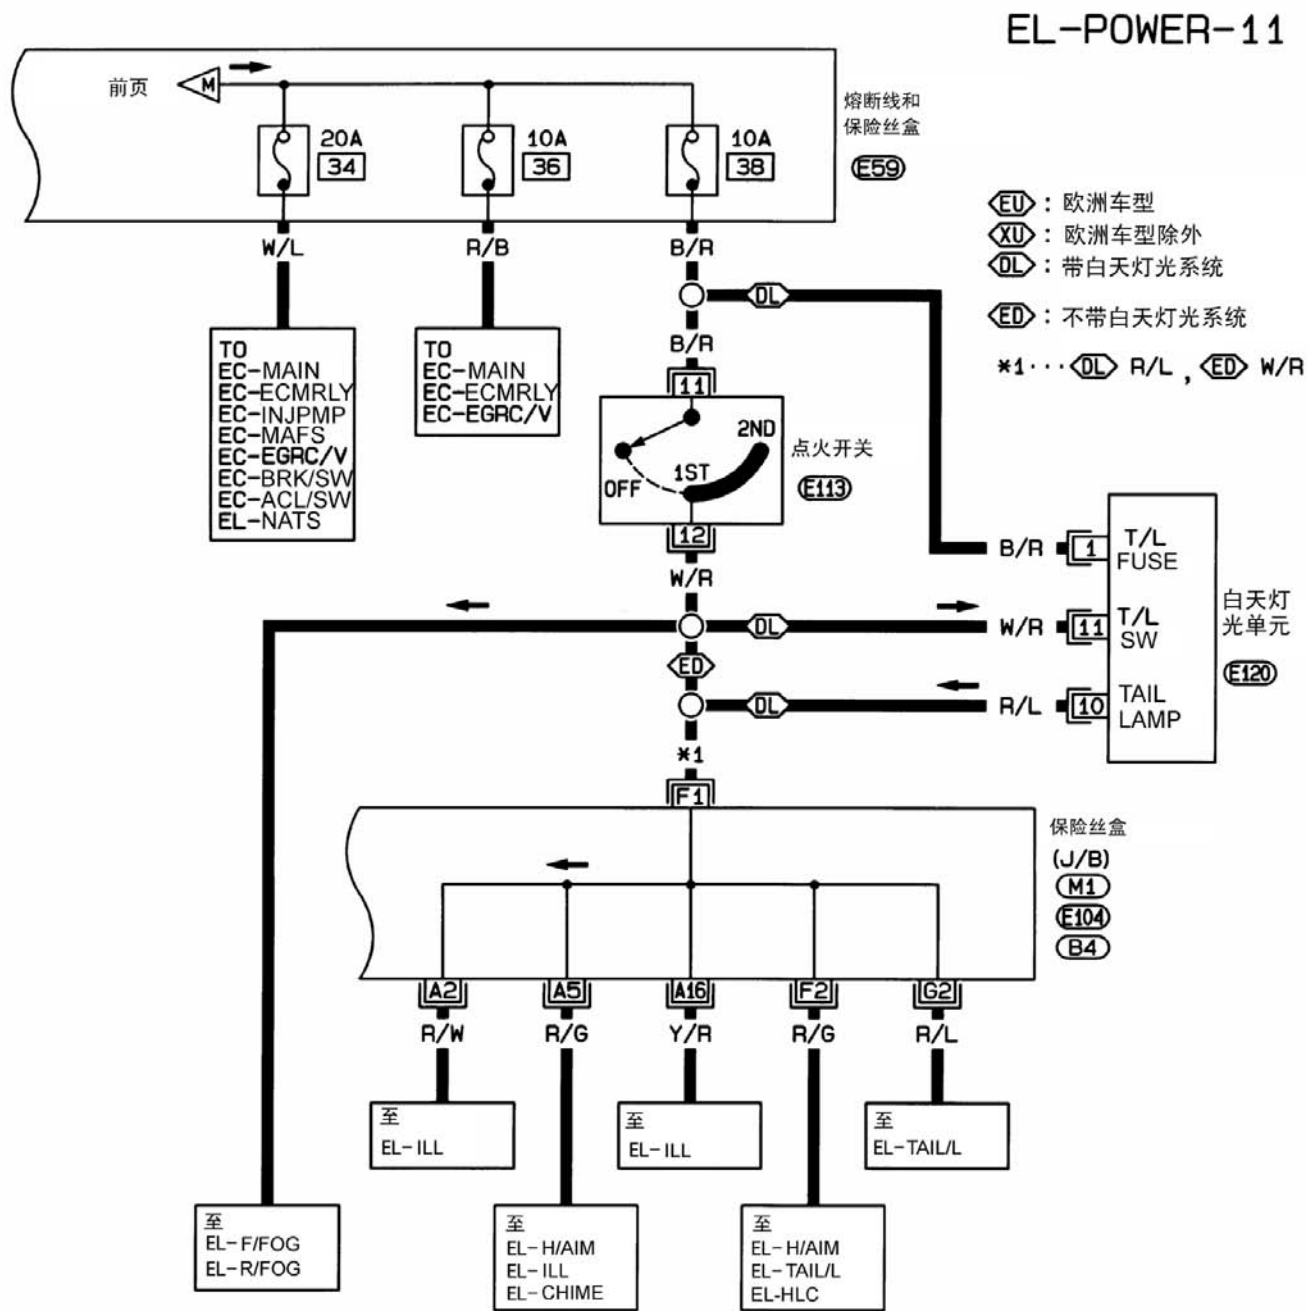 EL-POWER-11
前页
M
20A
34
10A
36
10A
38
熔断线和
保险丝盒
E59
EU : 欧洲车型
XU : 欧洲车型除外
DL : 带白天灯光系统
ED : 不带白天灯光系统
*1··· DL R/L , ED W/R
W/L
R/B
B/R
DL
B/R
TO
EC-MAIN
EC-ECMRLY
EC-INJPMP
EC-MAFS
EC-EGRC/V
EC-BRK/SW
EC-ACL/SW
EL-NATS
TO
EC-MAIN
EC-ECMRLY
EC-EGRC/V
11
OFF
1ST
2ND
点火开关
E113
12
W/R
B/R
1
T/L
FUSE
DL
W/R
11
T/L
SW
白天灯
光单元
E120
ED
DL
R/L
10
TAIL
LAMP
*1
F1
保险丝盒
(J/B)
M1
E104
B4
A2
A5
A16
F2
G2
R/W
R/G
Y/R
R/G
R/L
至
EL-ILL
至
EL-ILL
至
EL-TAIL/L
至
EL-F/FOG
EL-R/FOG
至
EL-H/AIM
EL-ILL
EL-CHIME
至
EL-H/AIM
EL-TAIL/L
EL-HLC